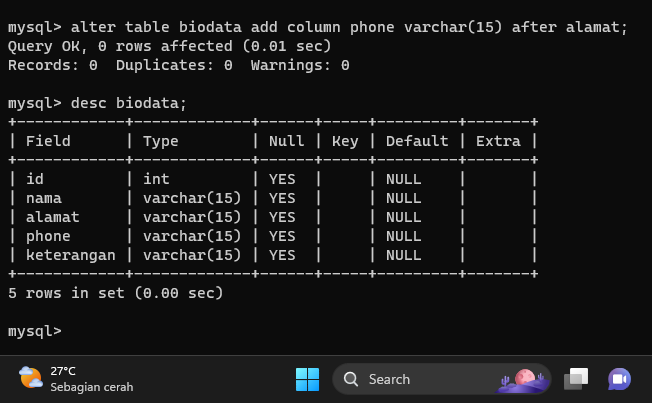 mysql> alter table biodata add column phone varchar(15) after alamat;
Query OK, 0 rows affected (0.01 sec)
Records: 0  Duplicates: 0  Warnings: 0

mysql> desc biodata;
+------------+-------------+------+-----+---------+-------+
| Field      | Type        | Null | Key | Default | Extra |
+------------+-------------+------+-----+---------+-------+
| id         | int         | YES  |     | NULL    |       |
| nama       | varchar(15) | YES  |     | NULL    |       |
| alamat     | varchar(15) | YES  |     | NULL    |       |
| phone      | varchar(15) | YES  |     | NULL    |       |
| keterangan | varchar(15) | YES  |     | NULL    |       |
+------------+-------------+------+-----+---------+-------+
5 rows in set (0.00 sec)

mysql>
27°C
Sebagian cerah
Search